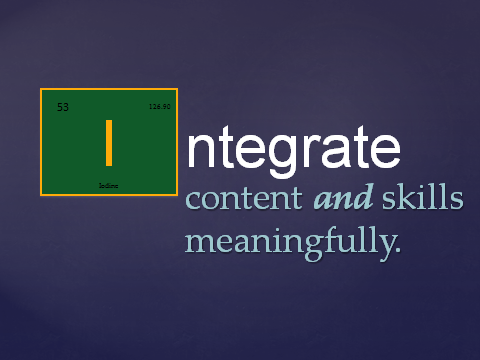 53 126.90
I
Iodine
ntegrate
content and skills
meaningfully.